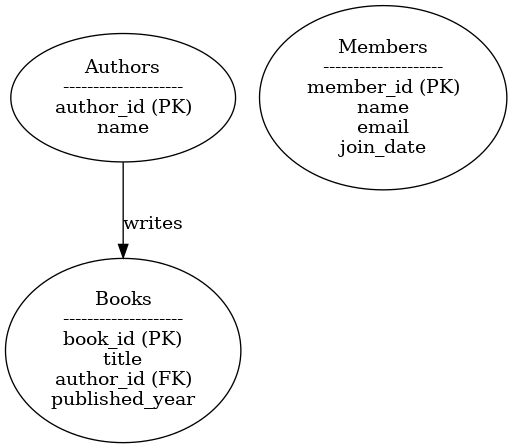 Authors
--------------------
author_id (PK)
name
Members
--------------------
member_id (PK)
name
email
join_date
writes
Books
--------------------
book_id (PK)
title
author_id (FK)
published_year